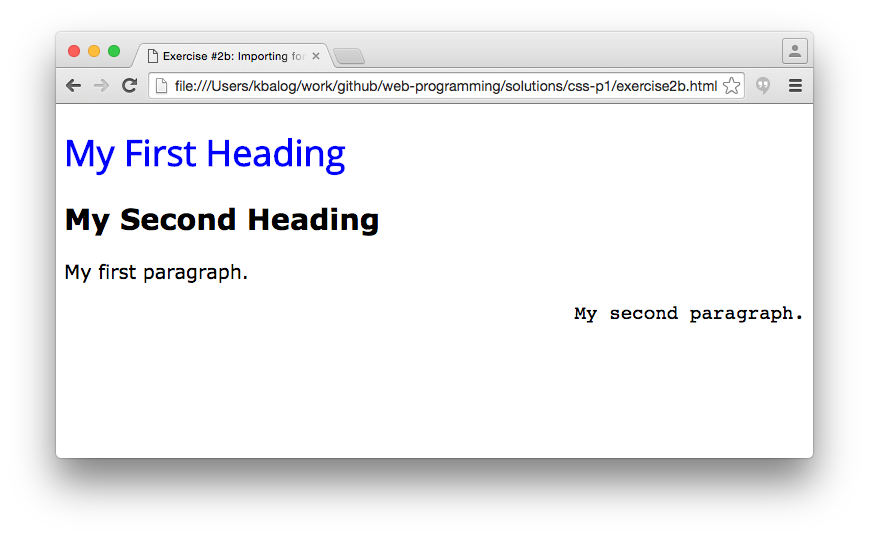 Exercise #2b: Importing for
file:///Users/kbalog/work/github/web-programming/solutions/css-p1/exercise2b.html
My First Heading
My Second Heading
My first paragraph.
My second paragraph.